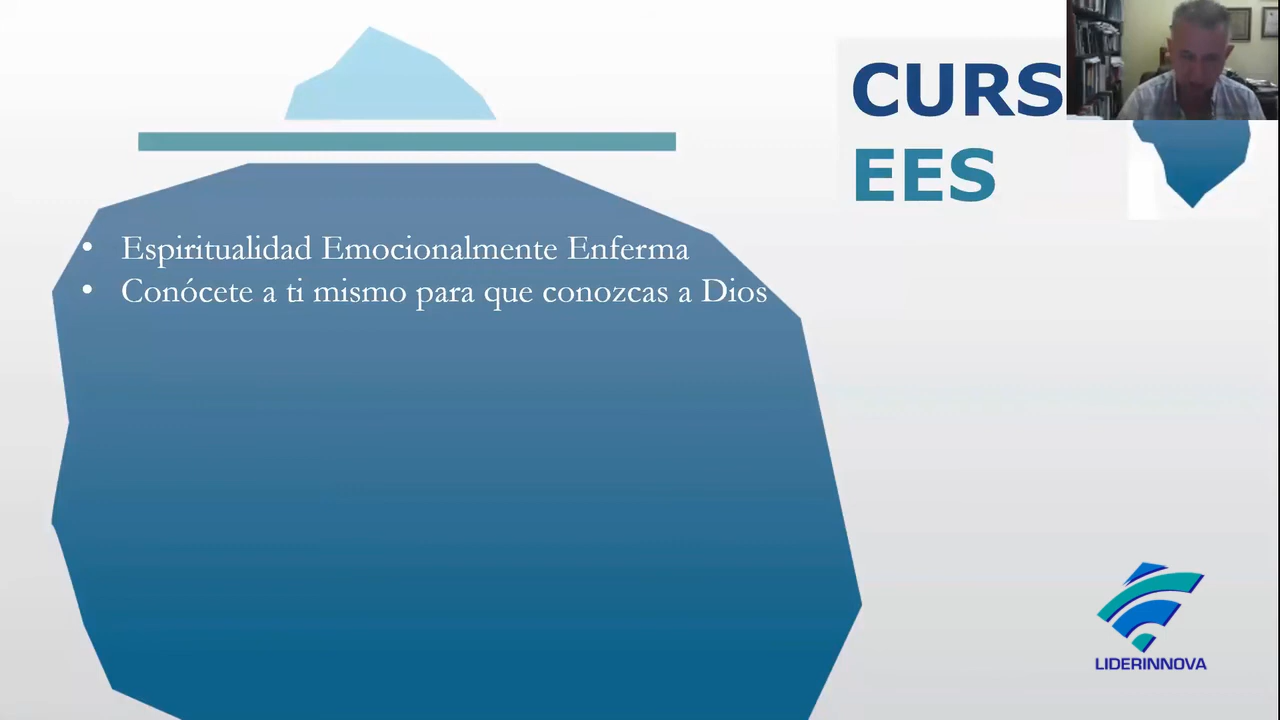 CURS
EES
• Espiritualidad Emocionalmente Enferma
• Conócete a ti mismo para que conozcas a Dios
LIDERINNOVA